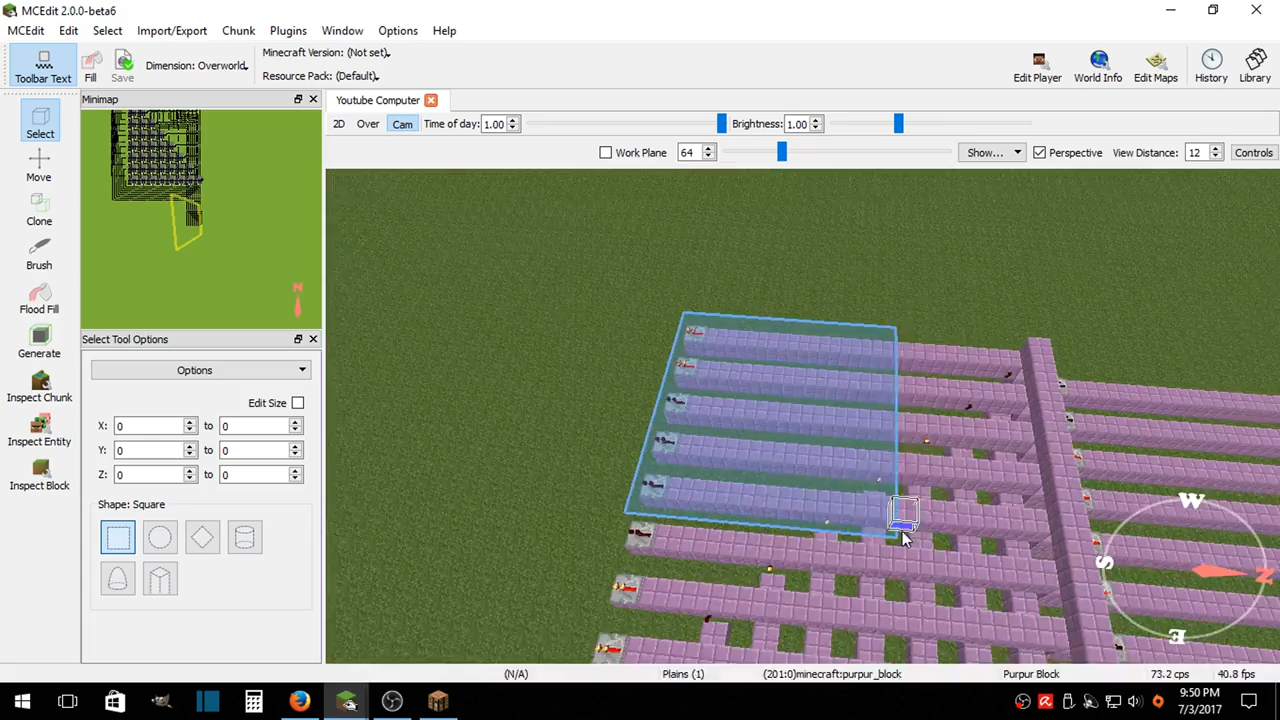 MCEdit 2.0.0-beta6
MCEdit Edit Select Import/Export Chunk Plugins Window Options Help
Toolbar Text
Fill
Save
Dimension: Overworld
Minecraft Version: (Not set)
Resource Pack: (Default)
Edit Player
World Info
Edit Maps
History
Library
Minimap
Youtube Computer
2D Over Cam Time of day: 1.00 Brightness: 1.00
Work Plane 64 Show... Perspective View Distance: 12 Controls
Select
Move
Clone
Brush
Flood Fill
Generate
Inspect Chunk
Inspect Entity
Inspect Block
N
Select Tool Options
Options
Edit Size
X: 0 to 0
Y: 0 to 0
Z: 0 to 0
Shape: Square
W
S
Z
E
(N/A) Plains (1) (201:0)minecraft:purpur_block Purpur Block 73.2 cps 40.8 fps
9:50 PM
7/3/2017